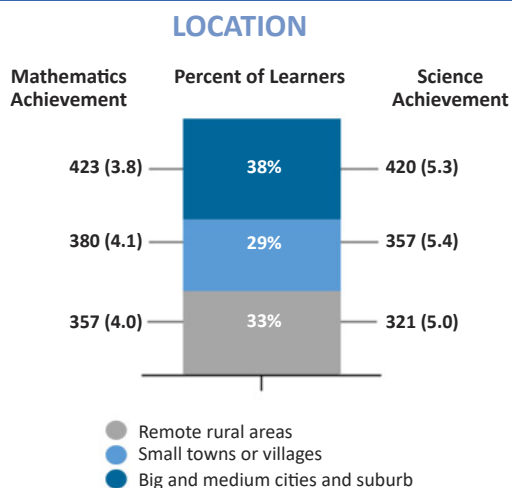 LOCATION
Mathematics Achievement
Percent of Learners
Science Achievement
423 (3.8) 38% 420 (5.3)
380 (4.1) 29% 357 (5.4)
357 (4.0) 33% 321 (5.0)
Remote rural areas
Small towns or villages
Big and medium cities and suburb